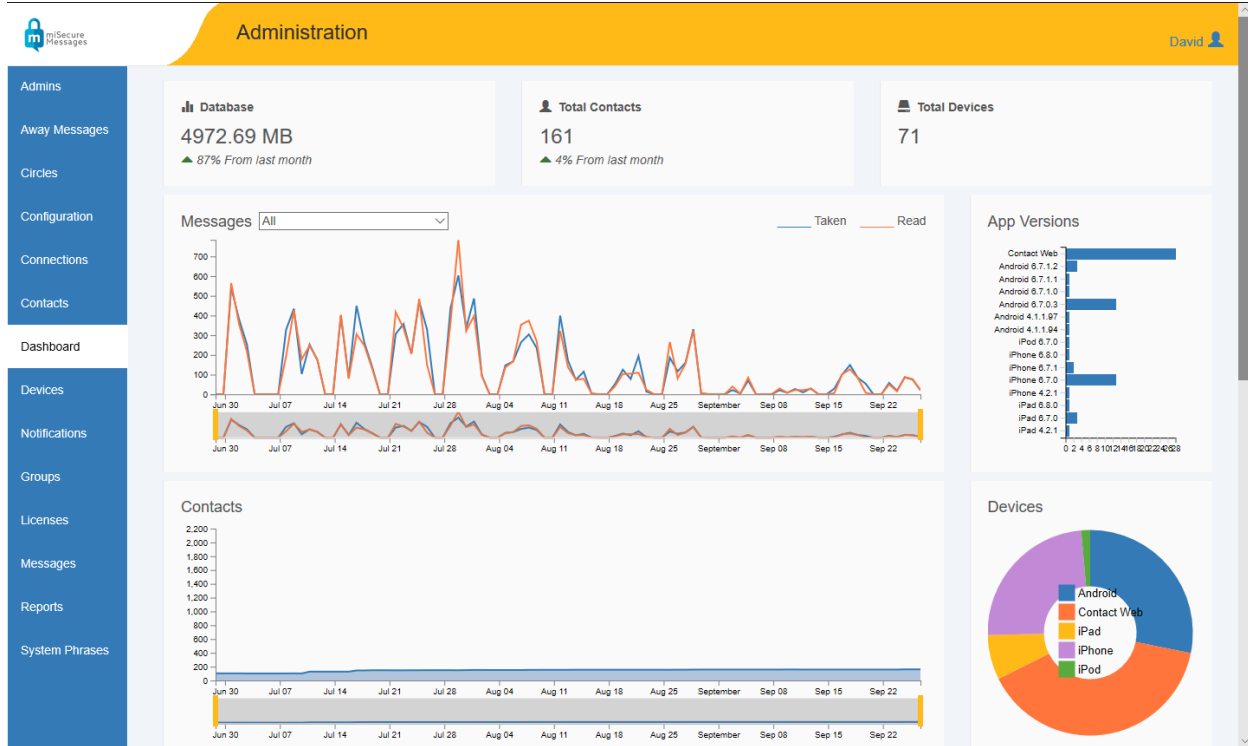 miSecure
Messages
Administration
David
Admins
Away Messages
Circles
Configuration
Connections
Contacts
Dashboard
Devices
Notifications
Groups
Licenses
Messages
Reports
System Phrases
Database
4972.69 MB
87% From last month
Total Contacts
161
4% From last month
Total Devices
71
Messages All
Taken Read
700
600
500
400
300
200
100
0
Jun 30 Jul 07 Jul 14 Jul 21 Jul 28 Aug 04 Aug 11 Aug 18 Aug 25 September Sep 08 Sep 15 Sep 22
Jun 30 Jul 07 Jul 14 Jul 21 Jul 28 Aug 04 Aug 11 Aug 18 Aug 25 September Sep 08 Sep 15 Sep 22
App Versions
Contact Web
Android 6.7.1.2
Android 6.7.1.1
Android 6.7.1.0
Android 6.7.0.3
Android 4.1.1.97
Android 4.1.1.94
iPod 6.7.0
iPhone 6.8.0
iPhone 6.7.1
iPhone 6.7.0
iPhone 4.2.1
iPad 6.8.0
iPad 6.7.0
iPad 4.2.1
0 2 4 6 8 10 12 14 16 18 20 22 24 26 28
Contacts
2,200
2,000
1,800
1,600
1,400
1,200
1,000
800
600
400
200
0
Jun 30 Jul 07 Jul 14 Jul 21 Jul 28 Aug 04 Aug 11 Aug 18 Aug 25 September Sep 08 Sep 15 Sep 22
Jun 30 Jul 07 Jul 14 Jul 21 Jul 28 Aug 04 Aug 11 Aug 18 Aug 25 September Sep 08 Sep 15 Sep 22
Devices
Android
Contact Web
iPad
iPhone
iPod